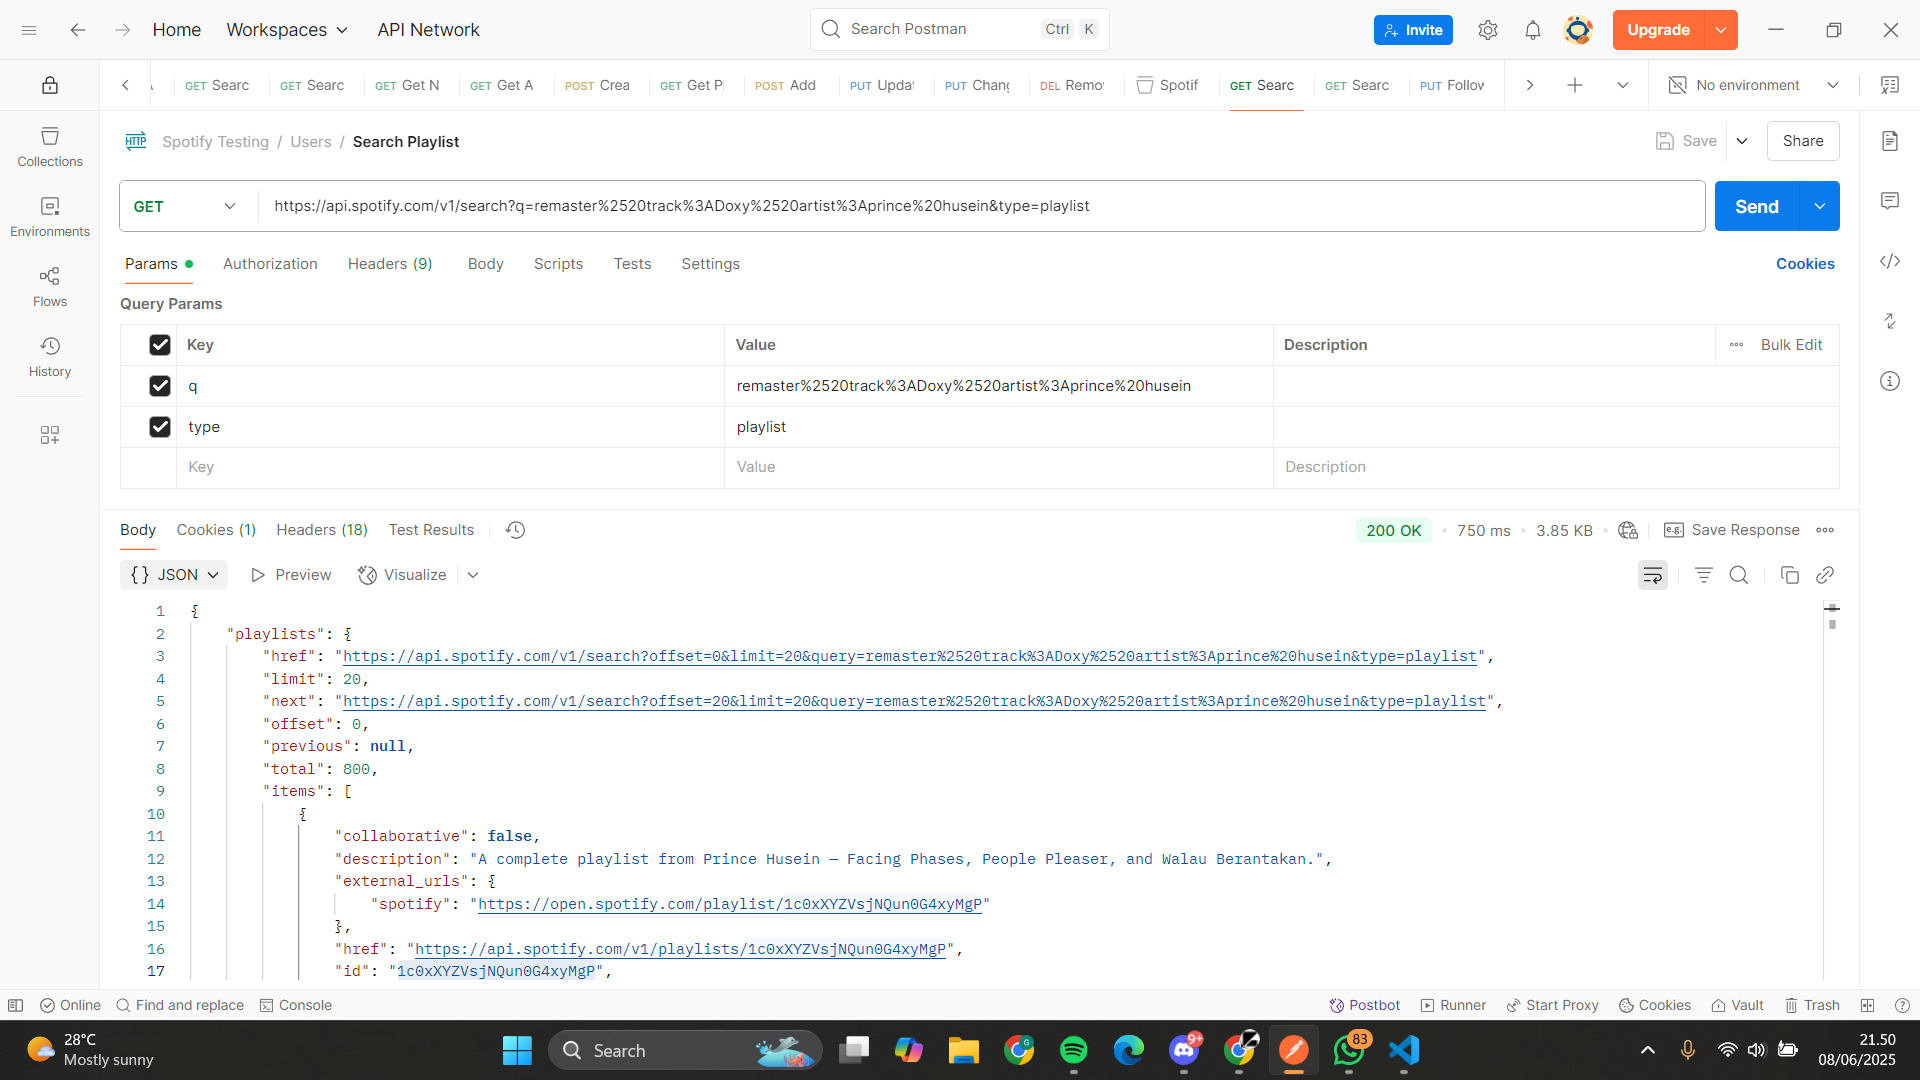 Home Workspaces API Network Search Postman Ctrl K Invite Upgrade
GET Searc GET Searc GET Get N GET Get A POST Crea GET Get P POST Add PUT Updat PUT Chang DEL Remo Spotif GET Searc GET Searc PUT Follow No environment
Spotify Testing / Users / Search Playlist Save Share
GET https://api.spotify.com/v1/search?q=remaster%2520track%3ADoxy%2520artist%3Aprince%20husein&type=playlist Send
Params Authorization Headers (9) Body Scripts Tests Settings Cookies
Query Params
Key Value Description Bulk Edit
q remaster%2520track%3ADoxy%2520artist%3Aprince%20husein
type playlist
Key Value Description
Body Cookies (1) Headers (18) Test Results 200 OK 750 ms 3.85 KB e.g. Save Response
{} JSON Preview Visualize
1 {
2 "playlists": {
3 "href": "https://api.spotify.com/v1/search?offset=0&limit=20&query=remaster%2520track%3ADoxy%2520artist%3Aprince%20husein&type=playlist",
4 "limit": 20,
5 "next": "https://api.spotify.com/v1/search?offset=20&limit=20&query=remaster%2520track%3ADoxy%2520artist%3Aprince%20husein&type=playlist",
6 "offset": 0,
7 "previous": null,
8 "total": 800,
9 "items": [
10 {
11 "collaborative": false,
12 "description": "A complete playlist from Prince Husein — Facing Phases, People Pleaser, and Walau Berantakan.",
13 "external_urls": {
14 "spotify": "https://open.spotify.com/playlist/1c0xXYZVsjNQun0G4xyMgP"
15 },
16 "href": "https://api.spotify.com/v1/playlists/1c0xXYZVsjNQun0G4xyMgP",
17 "id": "1c0xXYZVsjNQun0G4xyMgP",
Collections
Environments
Flows
History
HTTP
Online Find and replace Console Postbot Runner Start Proxy Cookies Vault Trash
28°C
Mostly sunny
Search
G
9+
83
21.50
08/06/2025